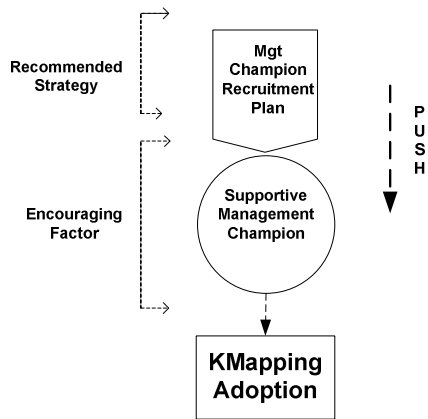 Mgt
Champion
Recruitment
Plan
Recommended
Strategy
P
U
S
H
Supportive
Management
Champion
Encouraging
Factor
KMapping
Adoption